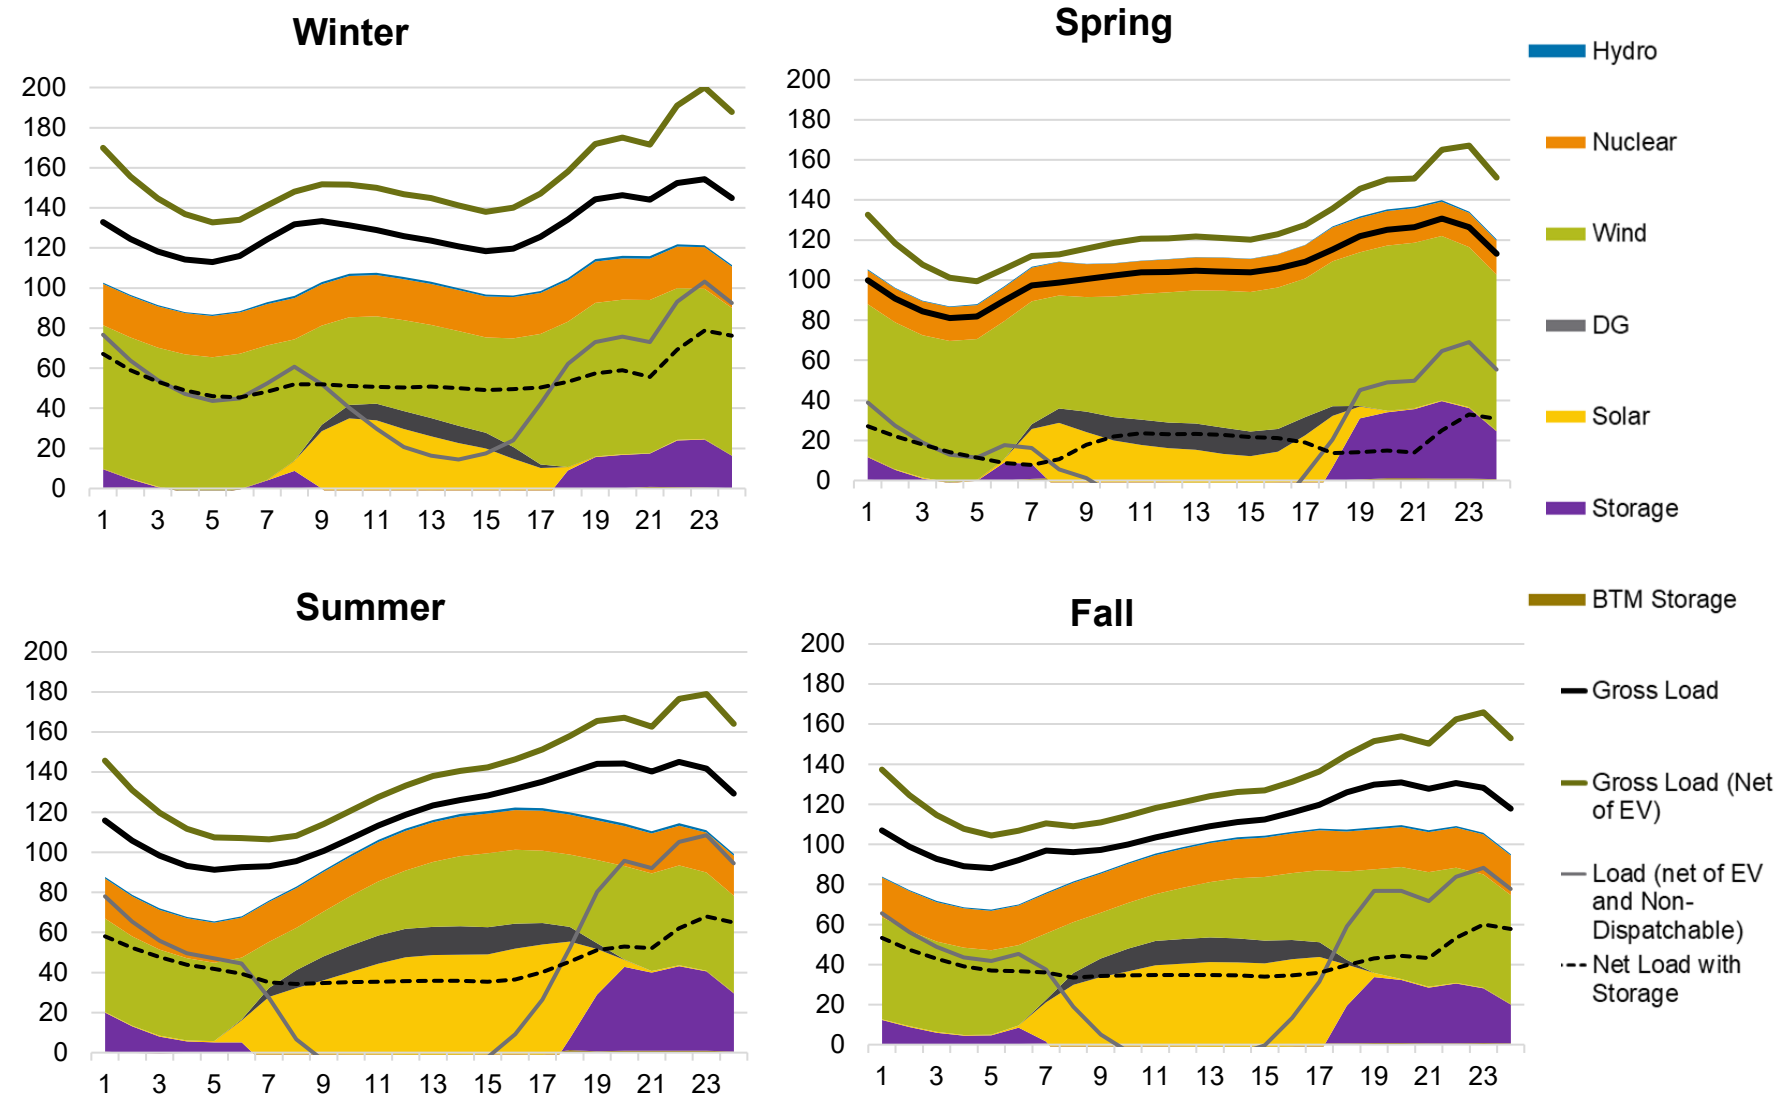 Winter
200
180
160
140
120
100
80
60
40
20
0
1 3 5 7 9 11 13 15 17 19 21 23
Spring
200
180
160
140
120
100
80
60
40
20
0
1 3 5 7 9 11 13 15 17 19 21 23
Summer
200
180
160
140
120
100
80
60
40
20
0
1 3 5 7 9 11 13 15 17 19 21 23
Fall
200
180
160
140
120
100
80
60
40
20
0
1 3 5 7 9 11 13 15 17 19 21 23
Hydro
Nuclear
Wind
DG
Solar
Storage
BTM Storage
Gross Load
Gross Load (Net
of EV)
Load (net of EV
and Non-
Dispatchable)
Net Load with
Storage